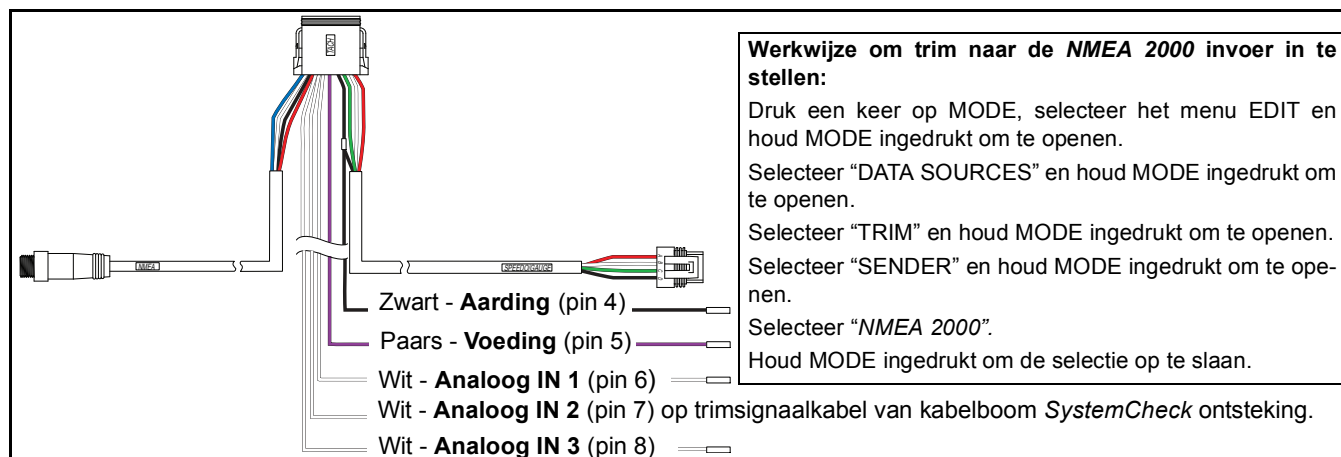 TACH
Werkwijze om trim naar de NMEA 2000 invoer in te
stellen:
Druk een keer op MODE, selecteer het menu EDIT en
houd MODE ingedrukt om te openen.
Selecteer “DATA SOURCES” en houd MODE ingedrukt om
te openen.
Selecteer “TRIM” en houd MODE ingedrukt om te openen.
Selecteer “SENDER” en houd MODE ingedrukt om te ope-
nen.
Selecteer “NMEA 2000”.
Houd MODE ingedrukt om de selectie op te slaan.
NMEA
SPEEDO/GAUGE
Zwart - Aarding (pin 4)
Paars - Voeding (pin 5)
Wit - Analoog IN 1 (pin 6)
Wit - Analoog IN 2 (pin 7) op trimsignaalkabel van kabelboom SystemCheck ontsteking.
Wit - Analoog IN 3 (pin 8)